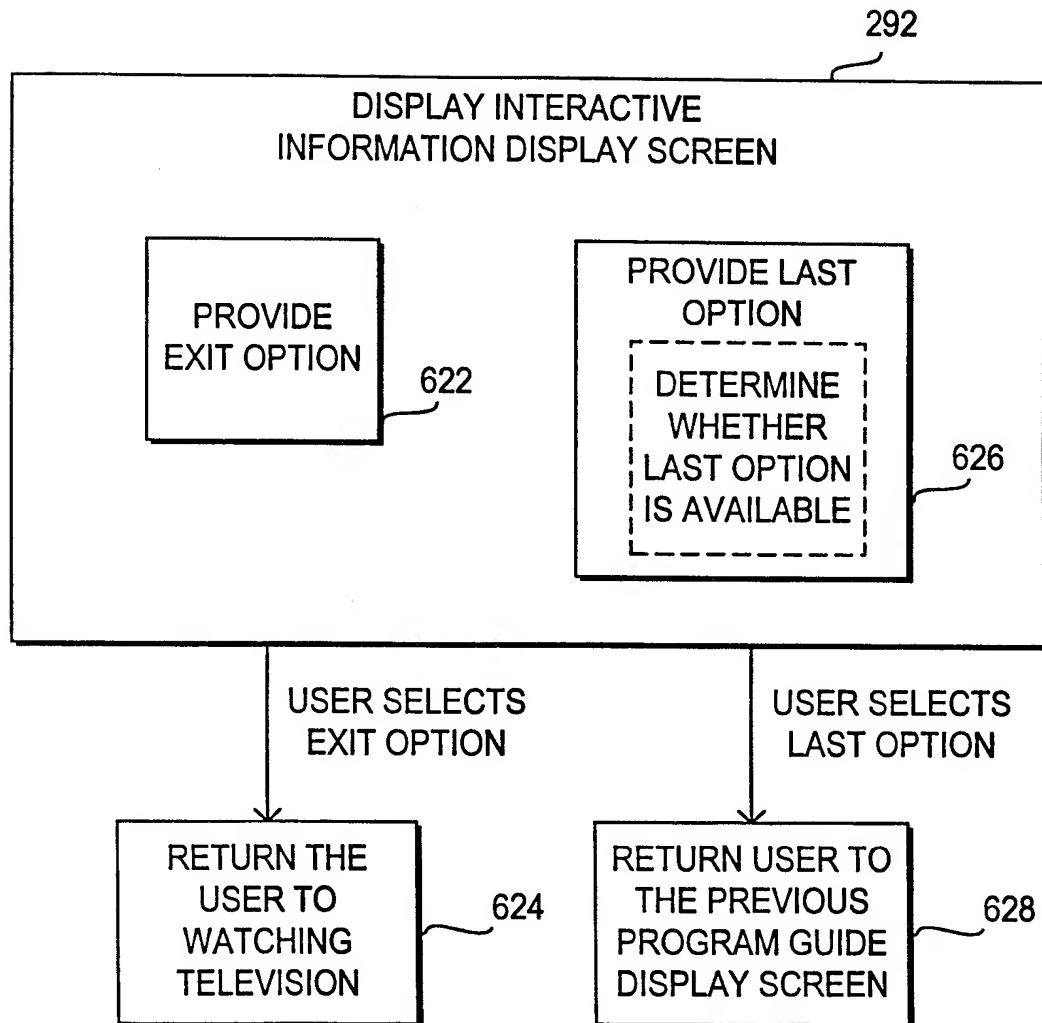 292
DISPLAY INTERACTIVE
INFORMATION DISPLAY SCREEN
PROVIDE
EXIT OPTION
622
PROVIDE LAST
OPTION
DETERMINE
WHETHER
LAST OPTION
IS AVAILABLE
626
USER SELECTS
EXIT OPTION
USER SELECTS
LAST OPTION
RETURN THE
USER TO
WATCHING
TELEVISION
624
RETURN USER TO
THE PREVIOUS
PROGRAM GUIDE
DISPLAY SCREEN
628